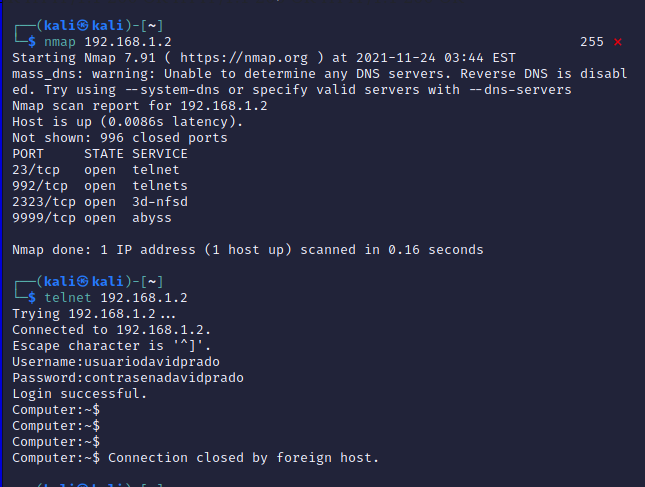 ┌──(kali㉿kali)-[~]
└─$ nmap 192.168.1.2 255 ⨯
Starting Nmap 7.91 ( https://nmap.org ) at 2021-11-24 03:44 EST
mass_dns: warning: Unable to determine any DNS servers. Reverse DNS is disabl
ed. Try using --system-dns or specify valid servers with --dns-servers
Nmap scan report for 192.168.1.2
Host is up (0.0086s latency).
Not shown: 996 closed ports
PORT STATE SERVICE
23/tcp open telnet
992/tcp open telnets
2323/tcp open 3d-nfsd
9999/tcp open abyss
Nmap done: 1 IP address (1 host up) scanned in 0.16 seconds
┌──(kali㉿kali)-[~]
└─$ telnet 192.168.1.2
Trying 192.168.1.2...
Connected to 192.168.1.2.
Escape character is '^]'.
Username:usuariodavidprado
Password:contrasenadavidprado
Login successful.
Computer:~$
Computer:~$
Computer:~$
Computer:~$ Connection closed by foreign host.